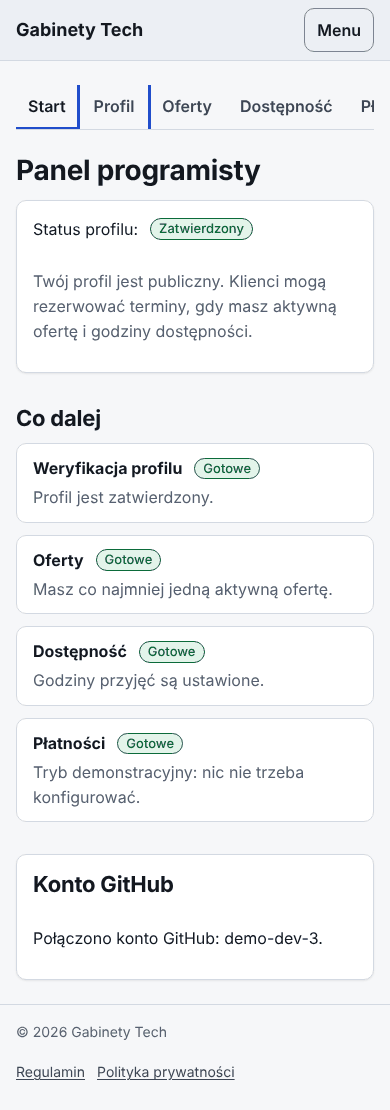 Gabinety Tech
Menu
Start Profil Oferty Dostępność
Panel programisty
Status profilu: Zatwierdzony
Twój profil jest publiczny. Klienci mogą
rezerwować terminy, gdy masz aktywną
ofertę i godziny dostępności.
Co dalej
Weryfikacja profilu Gotowe
Profil jest zatwierdzony.
Oferty Gotowe
Masz co najmniej jedną aktywną ofertę.
Dostępność Gotowe
Godziny przyjęć są ustawione.
Płatności Gotowe
Tryb demonstracyjny: nic nie trzeba
konfigurować.
Konto GitHub
Połączono konto GitHub: demo-dev-3.
© 2026 Gabinety Tech
Regulamin Polityka prywatności